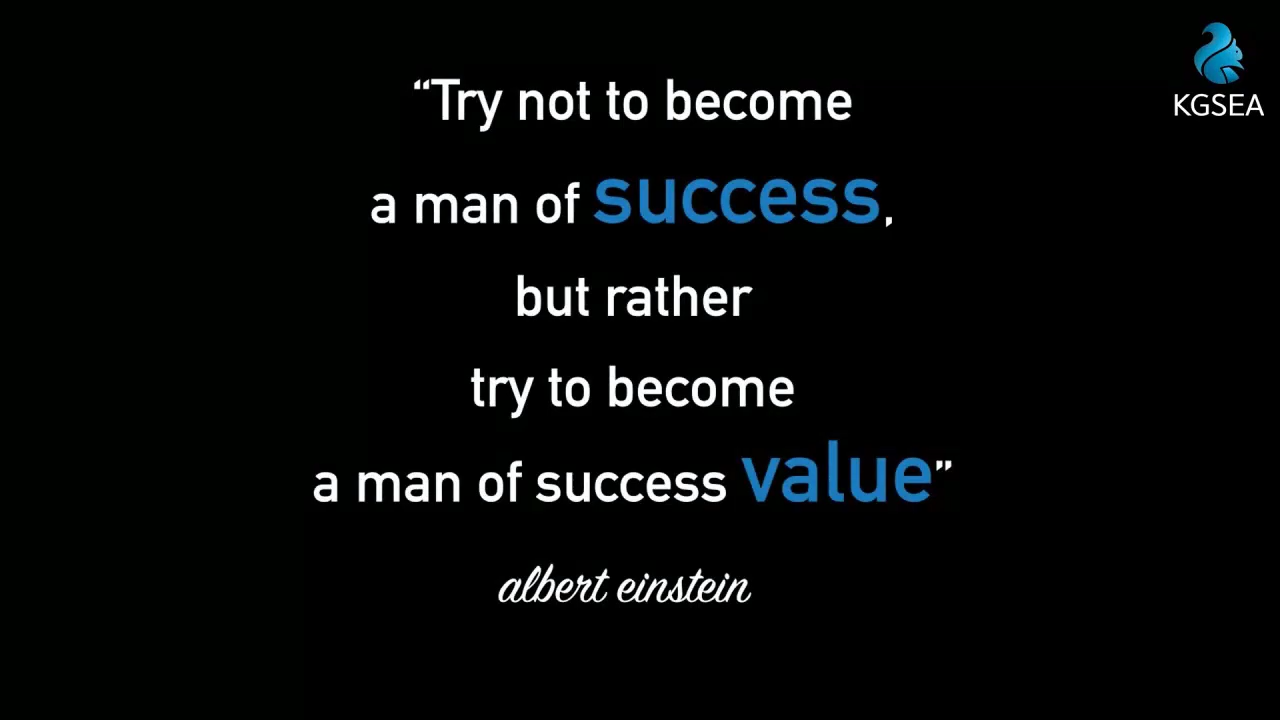 KGSEA
“Try not to become
a man of success,
but rather
try to become
a man of success value”
albert einstein